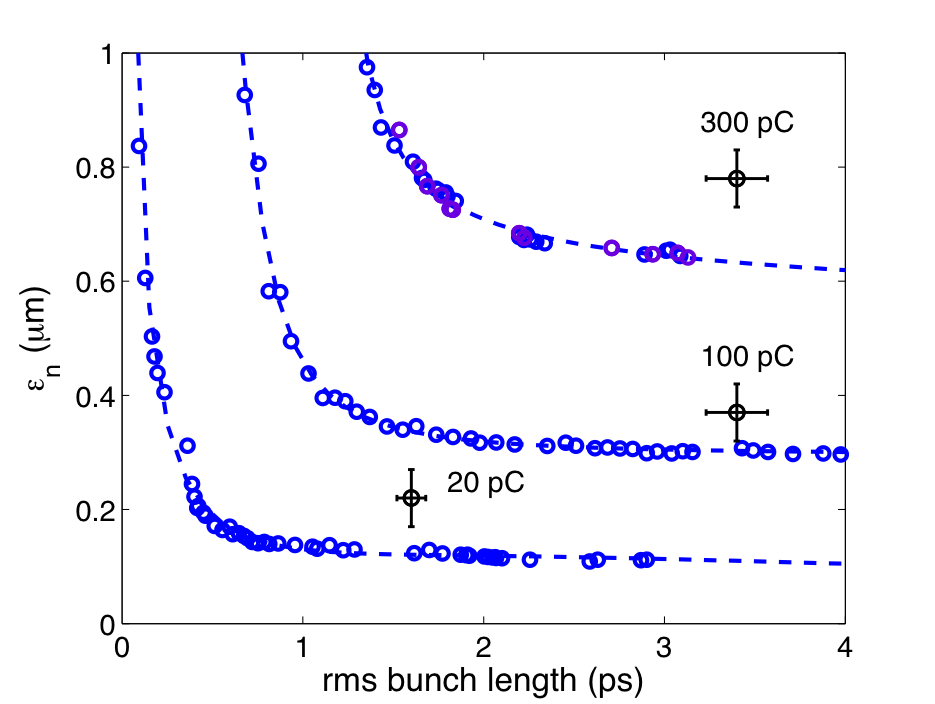 1
0.8
0.6
0.4
0.2
0
0
1
2
3
4
300 pC
100 pC
20 pC
εn (μm)
rms bunch length (ps)